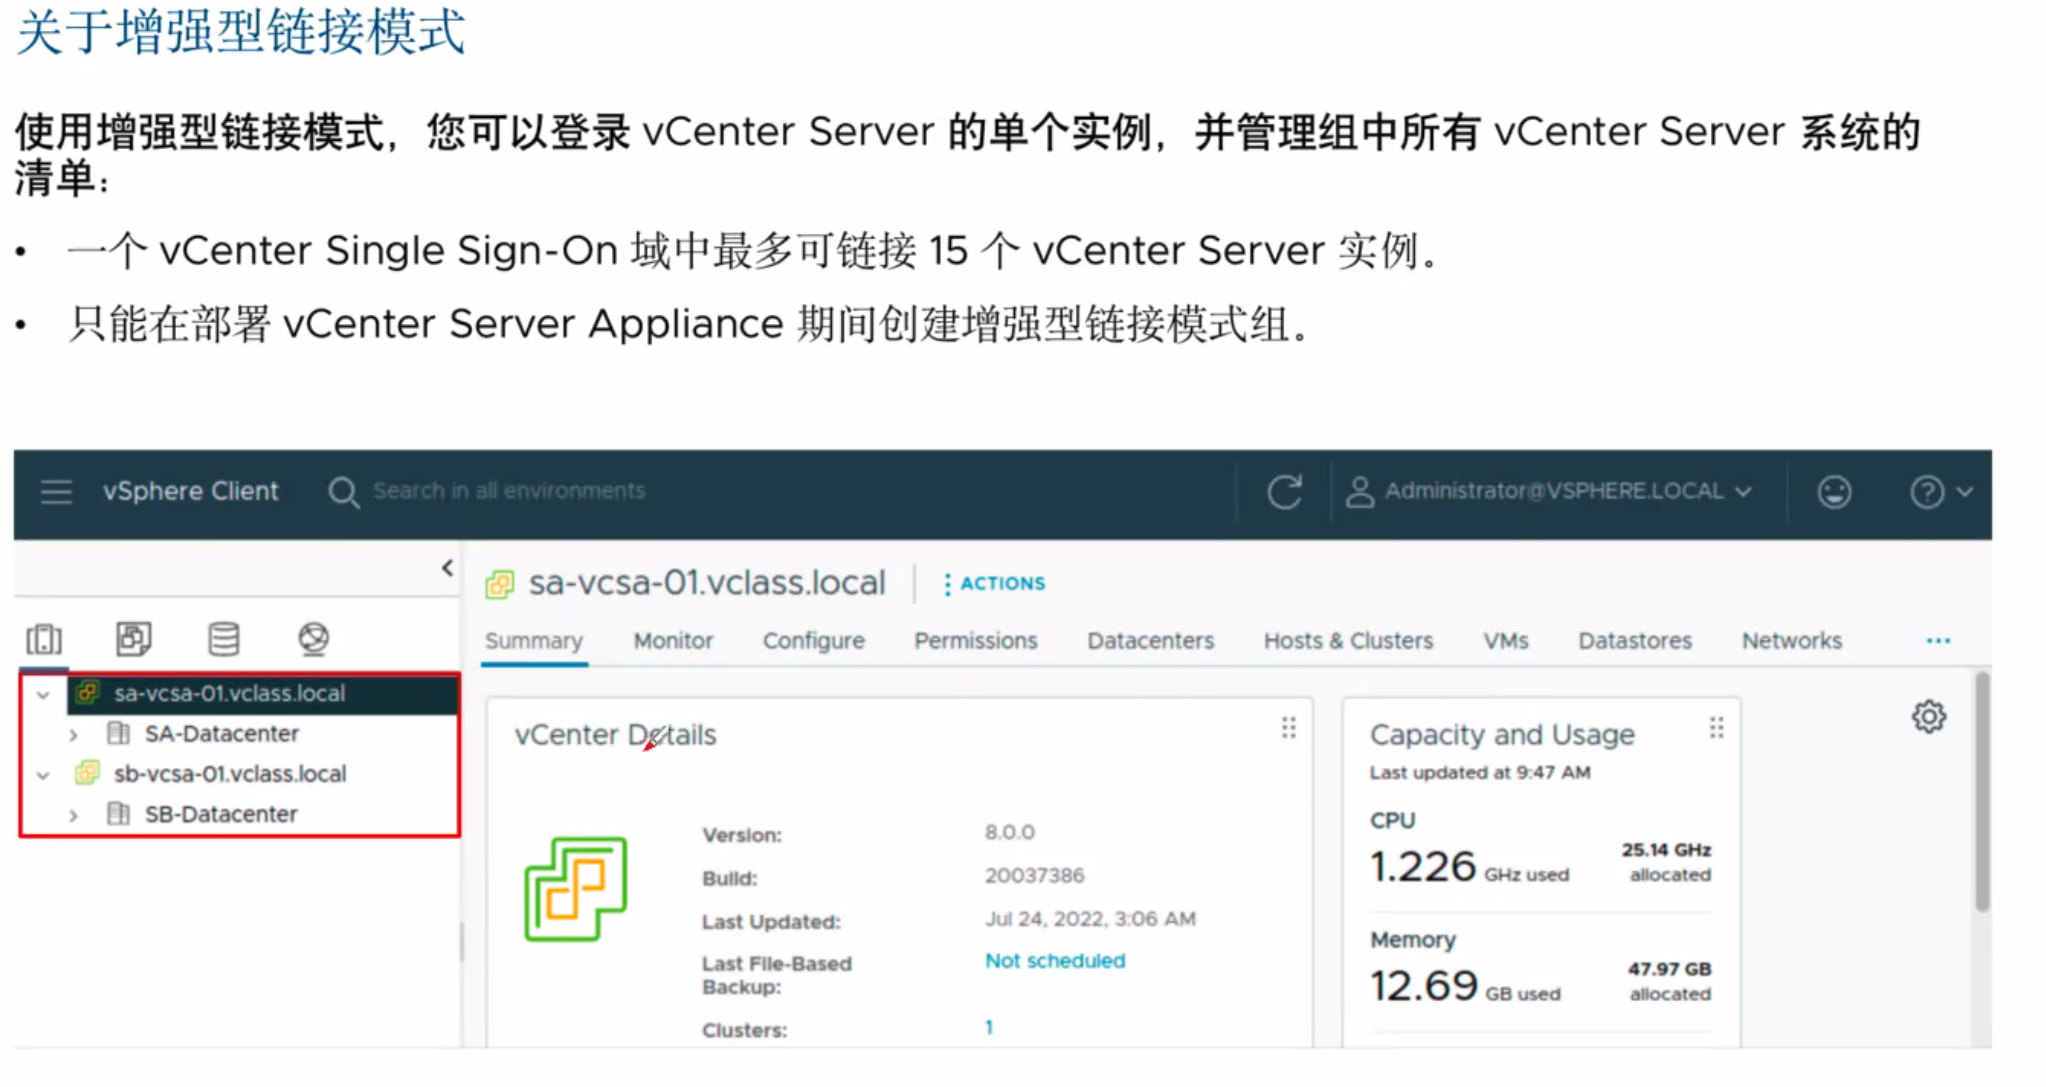 关于增强型链接模式
使用增强型链接模式，您可以登录 vCenter Server 的单个实例，并管理组中所有 vCenter Server 系统的
清单：
• 一个 vCenter Single Sign-On 域中最多可链接 15 个 vCenter Server 实例。
• 只能在部署 vCenter Server Appliance 期间创建增强型链接模式组。
vSphere Client
Search in all environments
Administrator@VSPHERE.LOCAL
sa-vcsa-01.vclass.local
ACTIONS
Summary Monitor Configure Permissions Datacenters Hosts & Clusters VMs Datastores Networks ...
sa-vcsa-01.vclass.local
SA-Datacenter
sb-vcsa-01.vclass.local
SB-Datacenter
vCenter Details
Version: 8.0.0
Build: 20037386
Last Updated: Jul 24, 2022, 3:06 AM
Last File-Based Not scheduled
Backup:
Clusters: 1
Capacity and Usage
Last updated at 9:47 AM
CPU
1.226 GHz used
25.14 GHz
allocated
Memory
12.69 GB used
47.97 GB
allocated